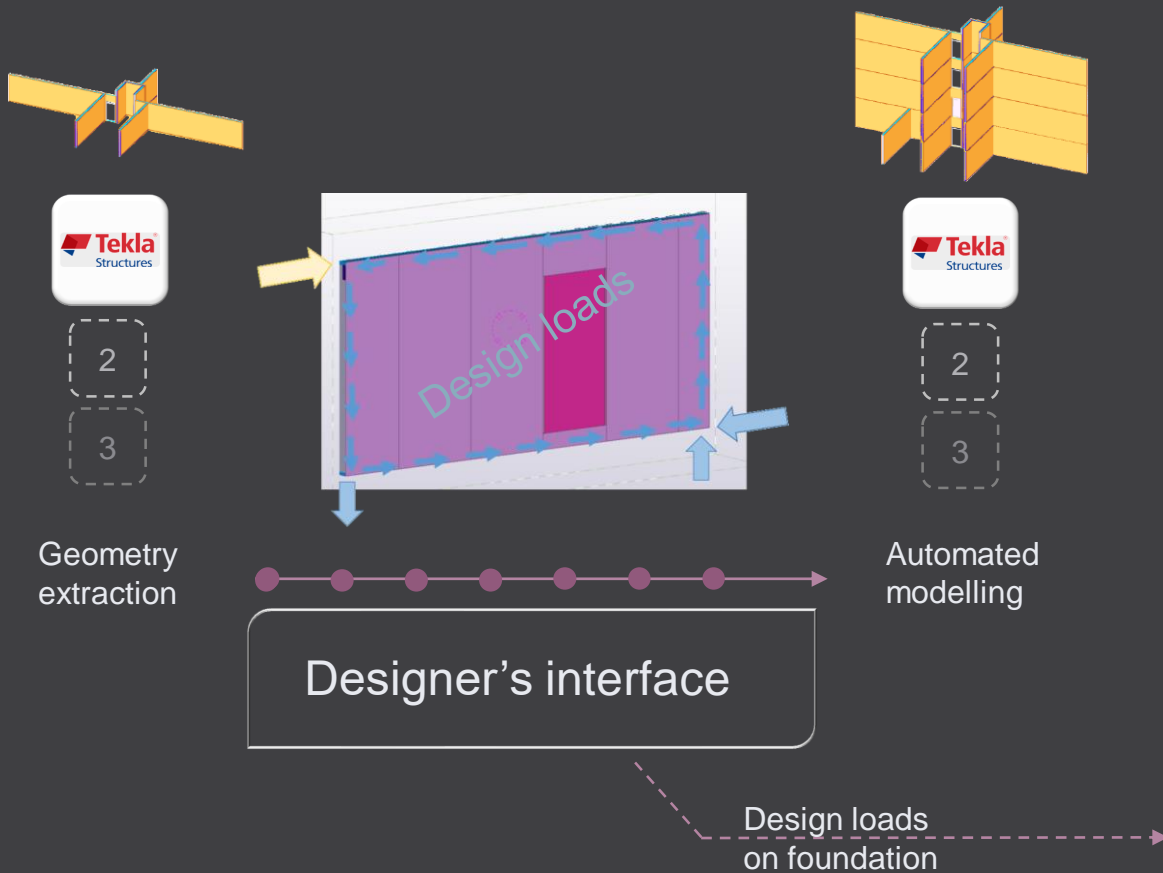 Tekla
Structures
2
3
Geometry
extraction
Design loads
Tekla
Structures
2
3
Automated
modelling
Designer’s interface
Design loads
on foundation